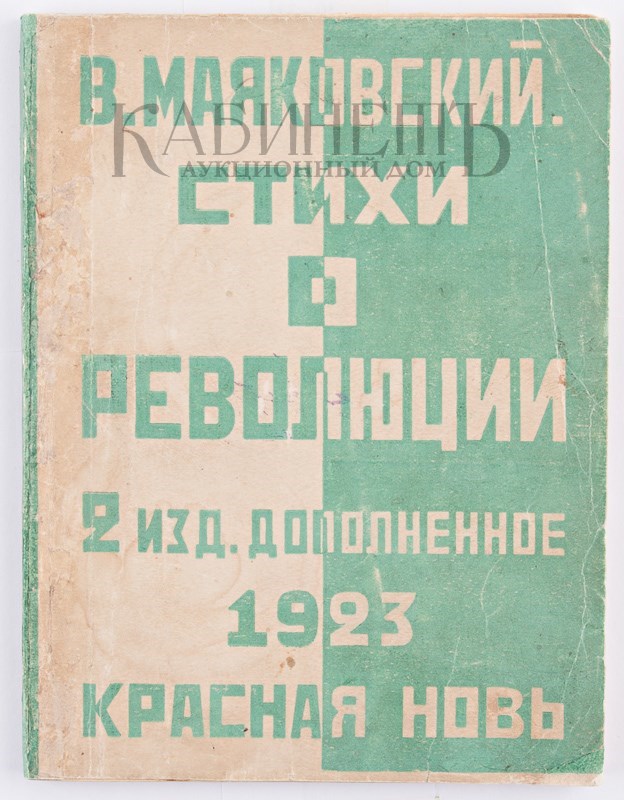 В. МАЯКОВСКИЙ.
КАБИНЕТЪ
АУКЦИОННЫЙ ДОМ
СТИХИ
О
РЕВОЛЮЦИИ
2 ИЗД. ДОПОЛНЕННОЕ
1923
КРАСНАЯ НОВЬ